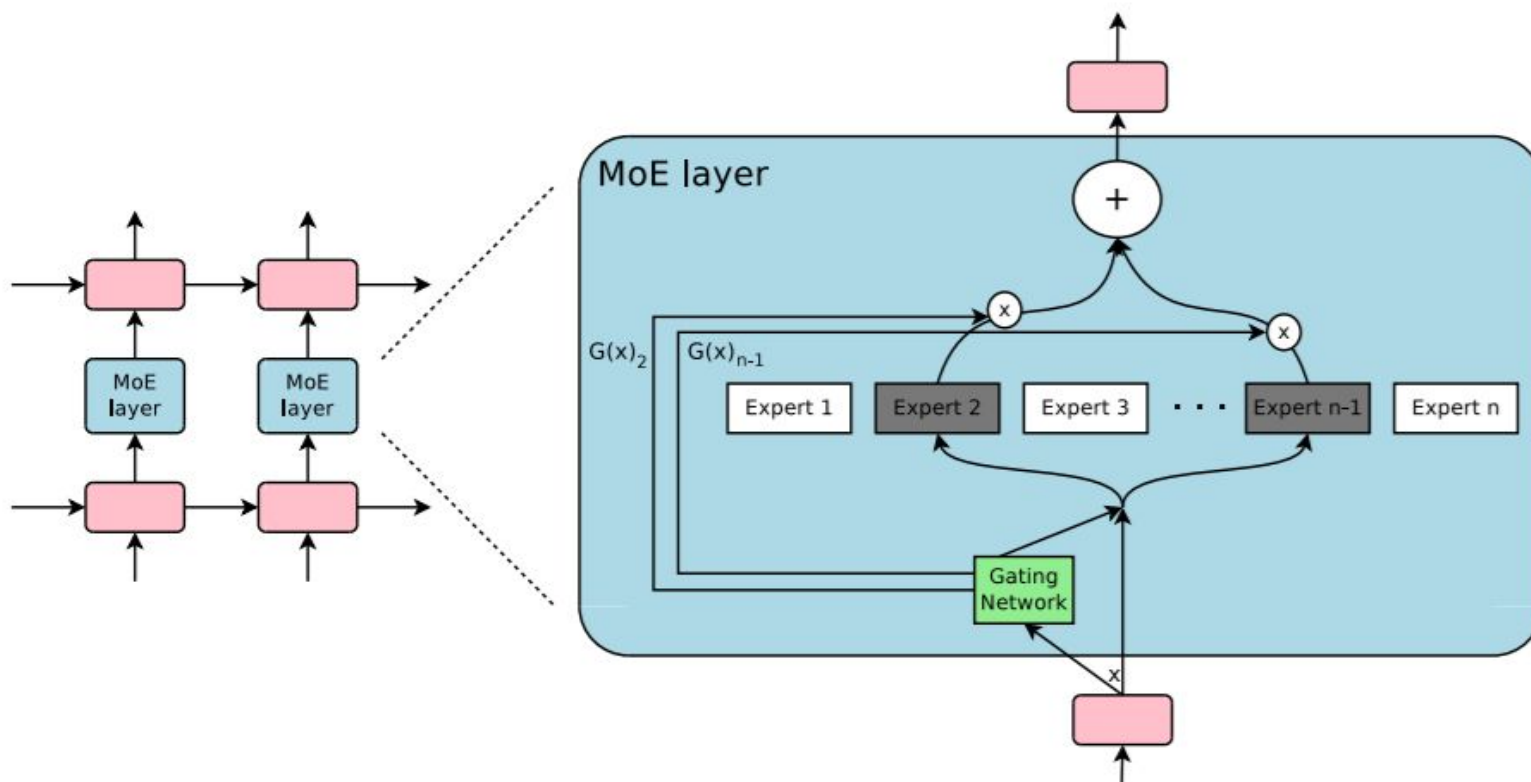 MoE layer
+
x
x
G(x)2
G(x)n-1
MoE
layer
MoE
layer
Expert 1
Expert 2
Expert 3
. . .
Expert n-1
Expert n
Gating
Network
x